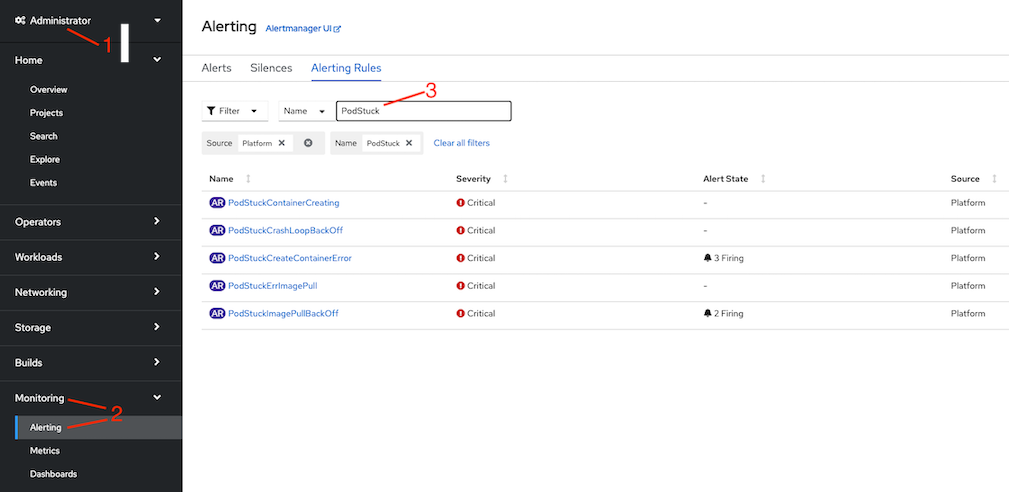 Administrator
1
Home
Overview
Projects
Search
Explore
Events
Operators
Workloads
Networking
Storage
Builds
Monitoring
2
Alerting
Metrics
Dashboards
Alerting Alertmanager UI
Alerts Silences Alerting Rules
3
Filter Name PodStuck
Source Platform Name PodStuck Clear all filters
Name Severity Alert State Source
AR PodStuckContainerCreating Critical - Platform
AR PodStuckCrashLoopBackOff Critical - Platform
AR PodStuckCreateContainerError Critical 3 Firing Platform
AR PodStuckErrImagePull Critical - Platform
AR PodStuckImagePullBackOff Critical 2 Firing Platform